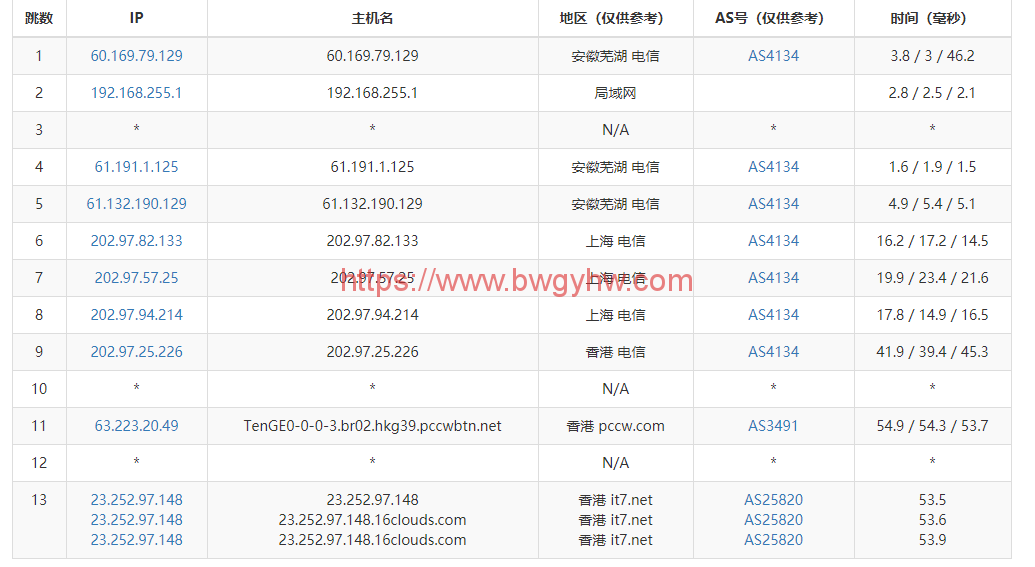 跳数 IP 主机名 地区（仅供参考） AS号（仅供参考） 时间（毫秒）
1 60.169.79.129 60.169.79.129 安徽芜湖 电信 AS4134 3.8 / 3 / 46.2
2 192.168.255.1 192.168.255.1 局域网 2.8 / 2.5 / 2.1
3 * * N/A * *
4 61.191.1.125 61.191.1.125 安徽芜湖 电信 AS4134 1.6 / 1.9 / 1.5
5 61.132.190.129 61.132.190.129 安徽芜湖 电信 AS4134 4.9 / 5.4 / 5.1
6 202.97.82.133 202.97.82.133 上海 电信 AS4134 16.2 / 17.2 / 14.5
7 202.97.57.25 202.97.57.25 上海 电信 AS4134 19.9 / 23.4 / 21.6
https://www.bwgyhw.com
8 202.97.94.214 202.97.94.214 上海 电信 AS4134 17.8 / 14.9 / 16.5
9 202.97.25.226 202.97.25.226 香港 电信 AS4134 41.9 / 39.4 / 45.3
10 * * N/A * *
11 63.223.20.49 TenGE0-0-0-3.br02.hkg39.pccwbtn.net 香港 pccw.com AS3491 54.9 / 54.3 / 53.7
12 * * N/A * *
13 23.252.97.148 23.252.97.148 香港 it7.net AS25820 53.5
23.252.97.148 23.252.97.148.16clouds.com 香港 it7.net AS25820 53.6
23.252.97.148 23.252.97.148.16clouds.com 香港 it7.net AS25820 53.9